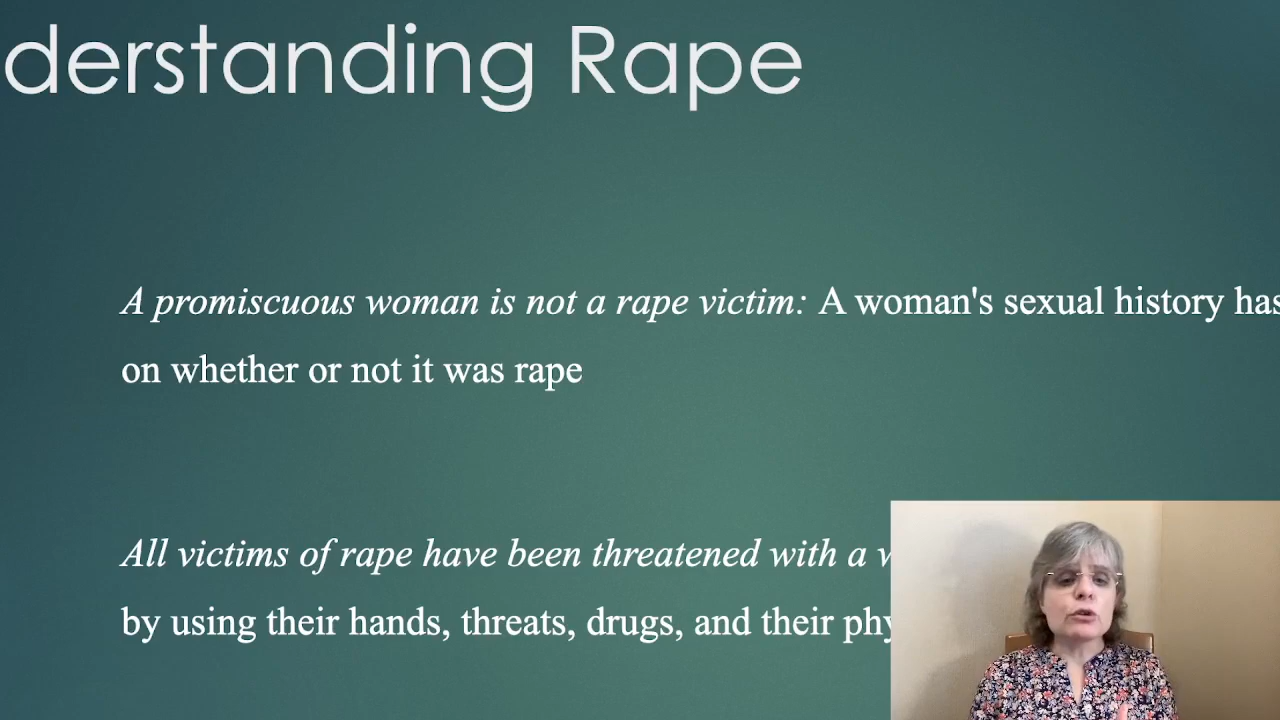 derstanding Rape
A promiscuous woman is not a rape victim: A woman's sexual history has
on whether or not it was rape
All victims of rape have been threatened with a
by using their hands, threats, drugs, and their